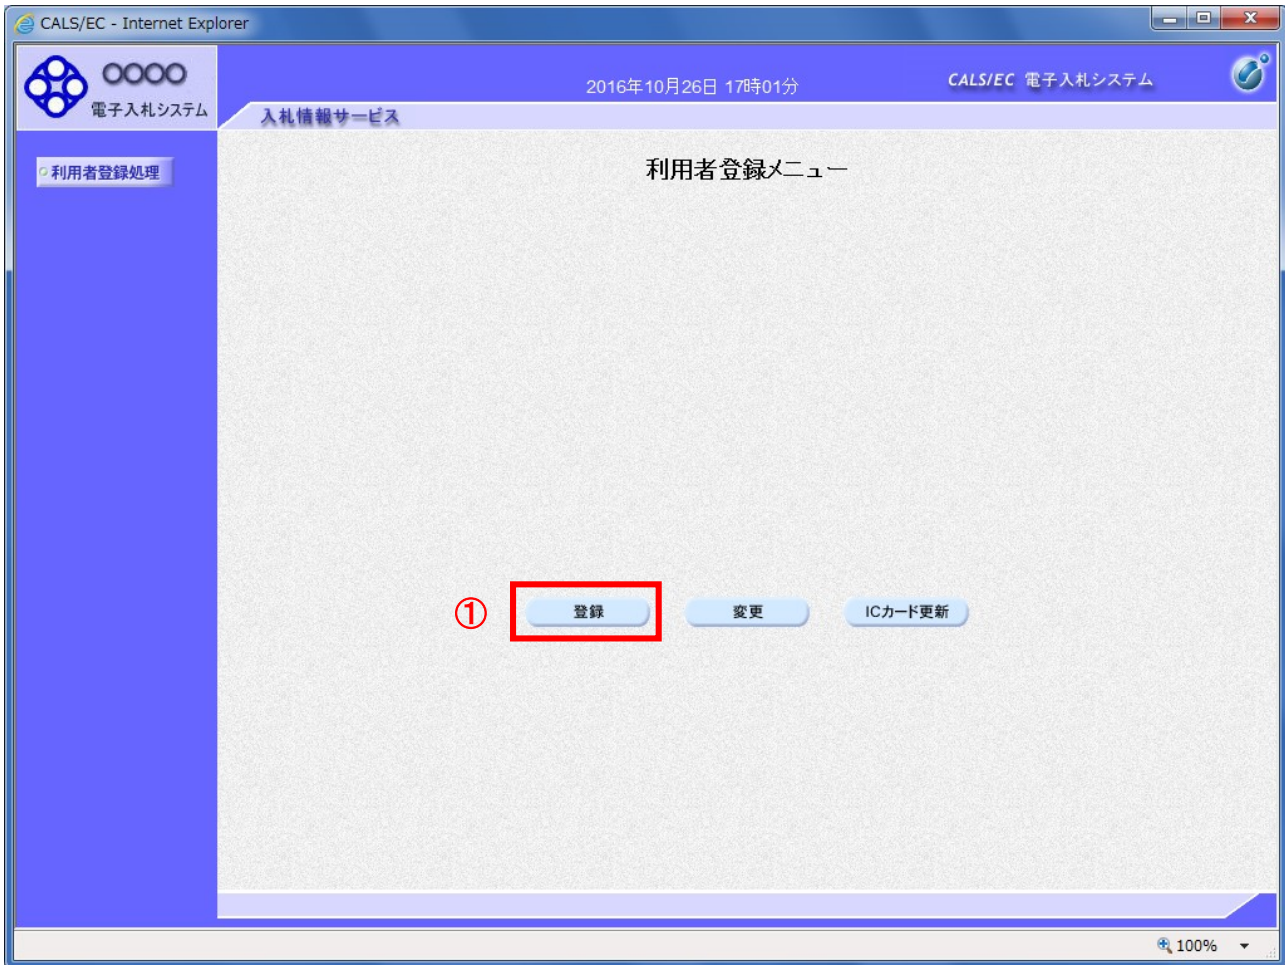 CALS/EC - Internet Explorer
○○○○
電子入札システム
2016年10月26日 17時01分
CALS/EC 電子入札システム
入札情報サービス
利用者登録処理
利用者登録メニュー
①
登録
変更
ICカード更新
100%